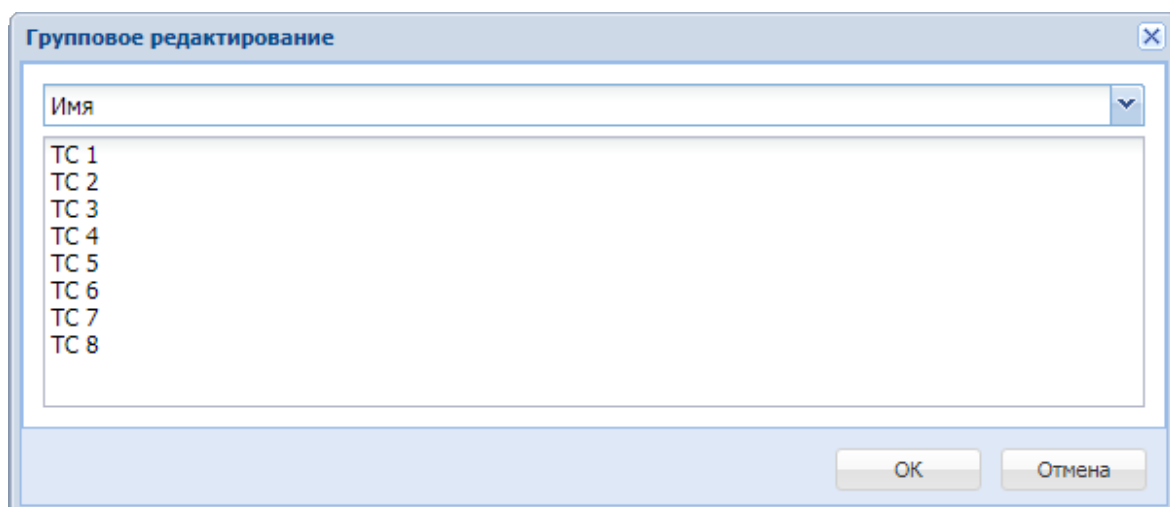 Групповое редактирование
Имя
ТС 1
ТС 2
ТС 3
ТС 4
ТС 5
ТС 6
ТС 7
ТС 8
ОК
Отмена